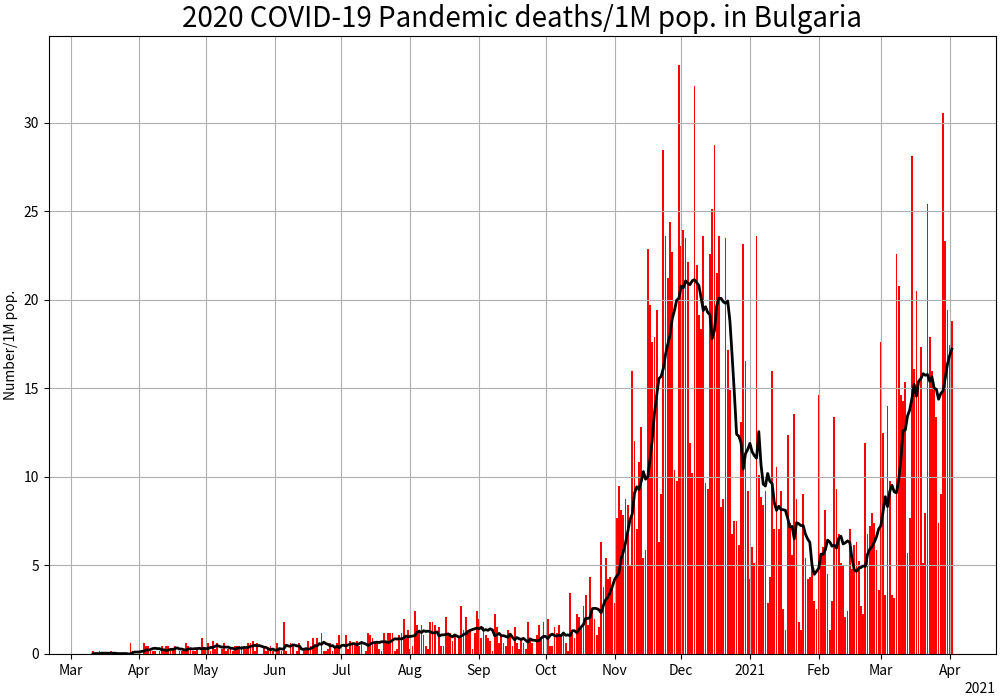 2020 COVID-19 Pandemic deaths/1M pop. in Bulgaria
Number/1M pop.
30
25
20
15
10
5
0
Mar Apr May Jun Jul Aug Sep Oct Nov Dec 2021 Feb Mar Apr
2021